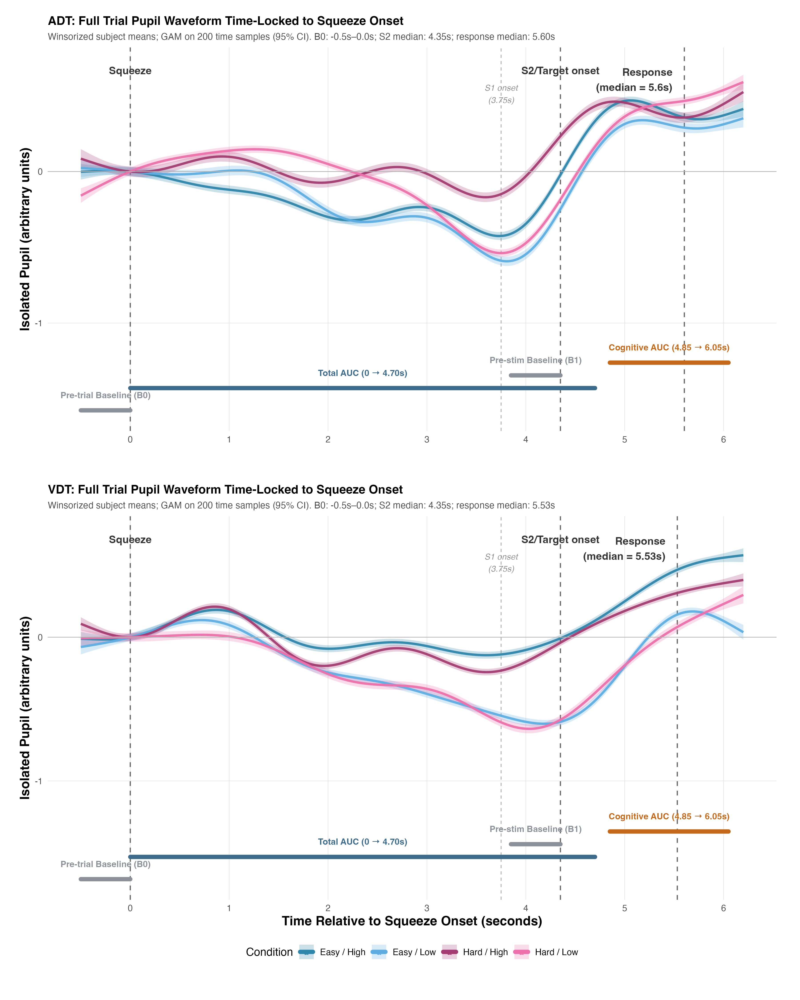 ADT: Full Trial Pupil Waveform Time-Locked to Squeeze Onset
Winsorized subject means; GAM on 200 time samples (95% CI). B0: -0.5s–0.0s; S2 median: 4.35s; response median: 5.60s
Squeeze
S2/Target onset
Response
(median = 5.6s)
S1 onset
(3.75s)
0
-1
Isolated Pupil (arbitrary units)
Cognitive AUC (4.85 → 6.05s)
Pre-stim Baseline (B1)
Total AUC (0 → 4.70s)
Pre-trial Baseline (B0)
0 1 2 3 4 5 6
VDT: Full Trial Pupil Waveform Time-Locked to Squeeze Onset
Winsorized subject means; GAM on 200 time samples (95% CI). B0: -0.5s–0.0s; S2 median: 4.35s; response median: 5.53s
Squeeze
S2/Target onset
Response
(median = 5.53s)
S1 onset
(3.75s)
0
-1
Isolated Pupil (arbitrary units)
Cognitive AUC (4.85 → 6.05s)
Pre-stim Baseline (B1)
Total AUC (0 → 4.70s)
Pre-trial Baseline (B0)
0 1 2 3 4 5 6
Time Relative to Squeeze Onset (seconds)
Condition Easy / High Easy / Low Hard / High Hard / Low